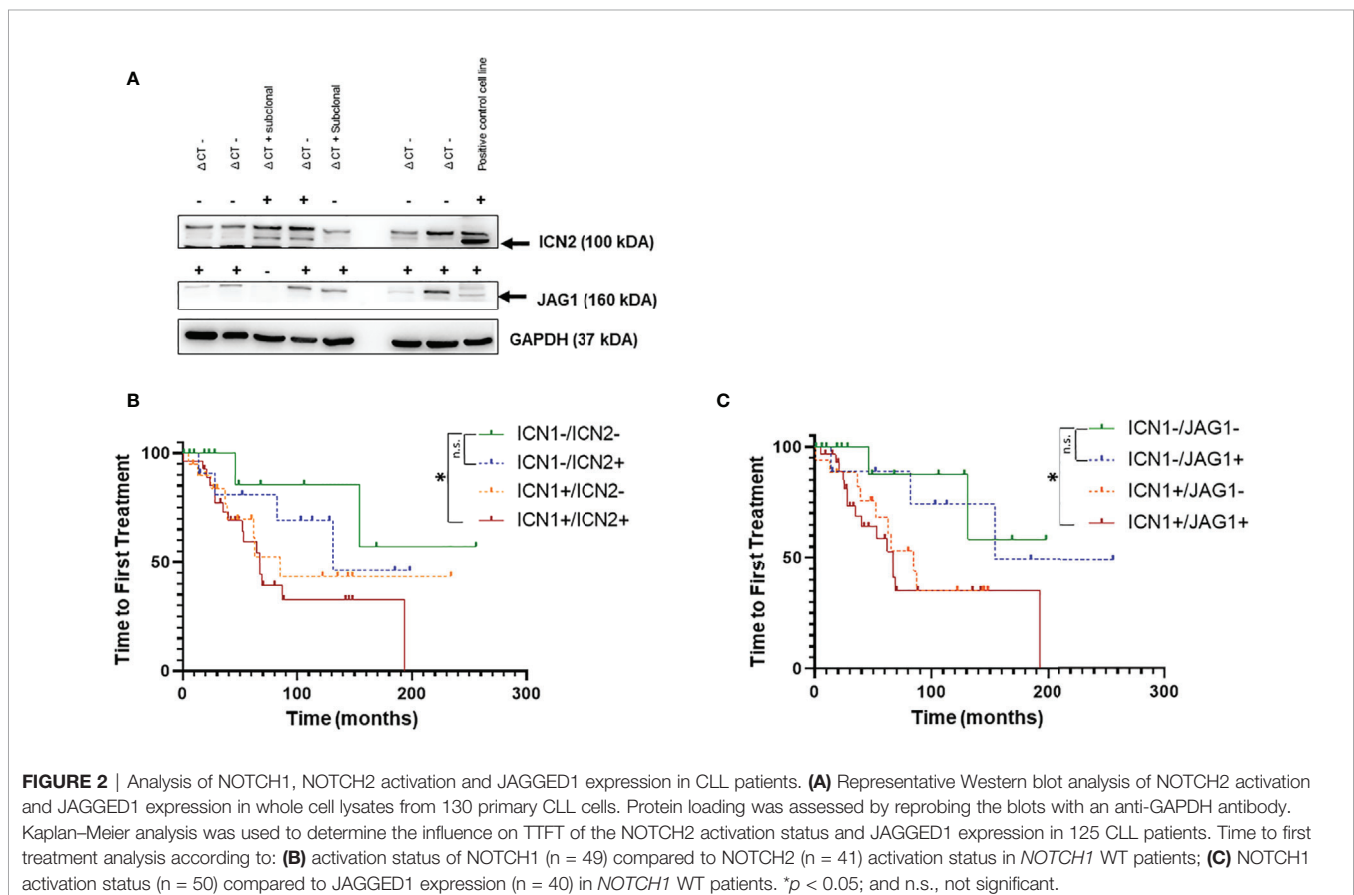 A
Δ CT -
Δ CT -
Δ CT + subclonal
Δ CT -
Δ CT + Subclonal
Δ CT -
Δ CT -
Positive control cell line
- - + + - - - +
ICN2 (100 kDA)
+ + - + + + + +
JAG1 (160 kDA)
GAPDH (37 kDA)
B
Time to First Treatment
100
50
0
0 100 200 300
Time (months)
* n.s.
ICN1-/ICN2-
ICN1-/ICN2+
ICN1+/ICN2-
ICN1+/ICN2+
C
Time to First Treatment
100
50
0
0 100 200 300
Time (months)
* n.s.
ICN1-/JAG1-
ICN1-/JAG1+
ICN1+/JAG1-
ICN1+/JAG1+
FIGURE 2 | Analysis of NOTCH1, NOTCH2 activation and JAGGED1 expression in CLL patients. (A) Representative Western blot analysis of NOTCH2 activation
and JAGGED1 expression in whole cell lysates from 130 primary CLL cells. Protein loading was assessed by reprobing the blots with an anti-GAPDH antibody.
Kaplan–Meier analysis was used to determine the influence on TTFT of the NOTCH2 activation status and JAGGED1 expression in 125 CLL patients. Time to first
treatment analysis according to: (B) activation status of NOTCH1 (n = 49) compared to NOTCH2 (n = 41) activation status in NOTCH1 WT patients; (C) NOTCH1
activation status (n = 50) compared to JAGGED1 expression (n = 40) in NOTCH1 WT patients. *p < 0.05; and n.s., not significant.